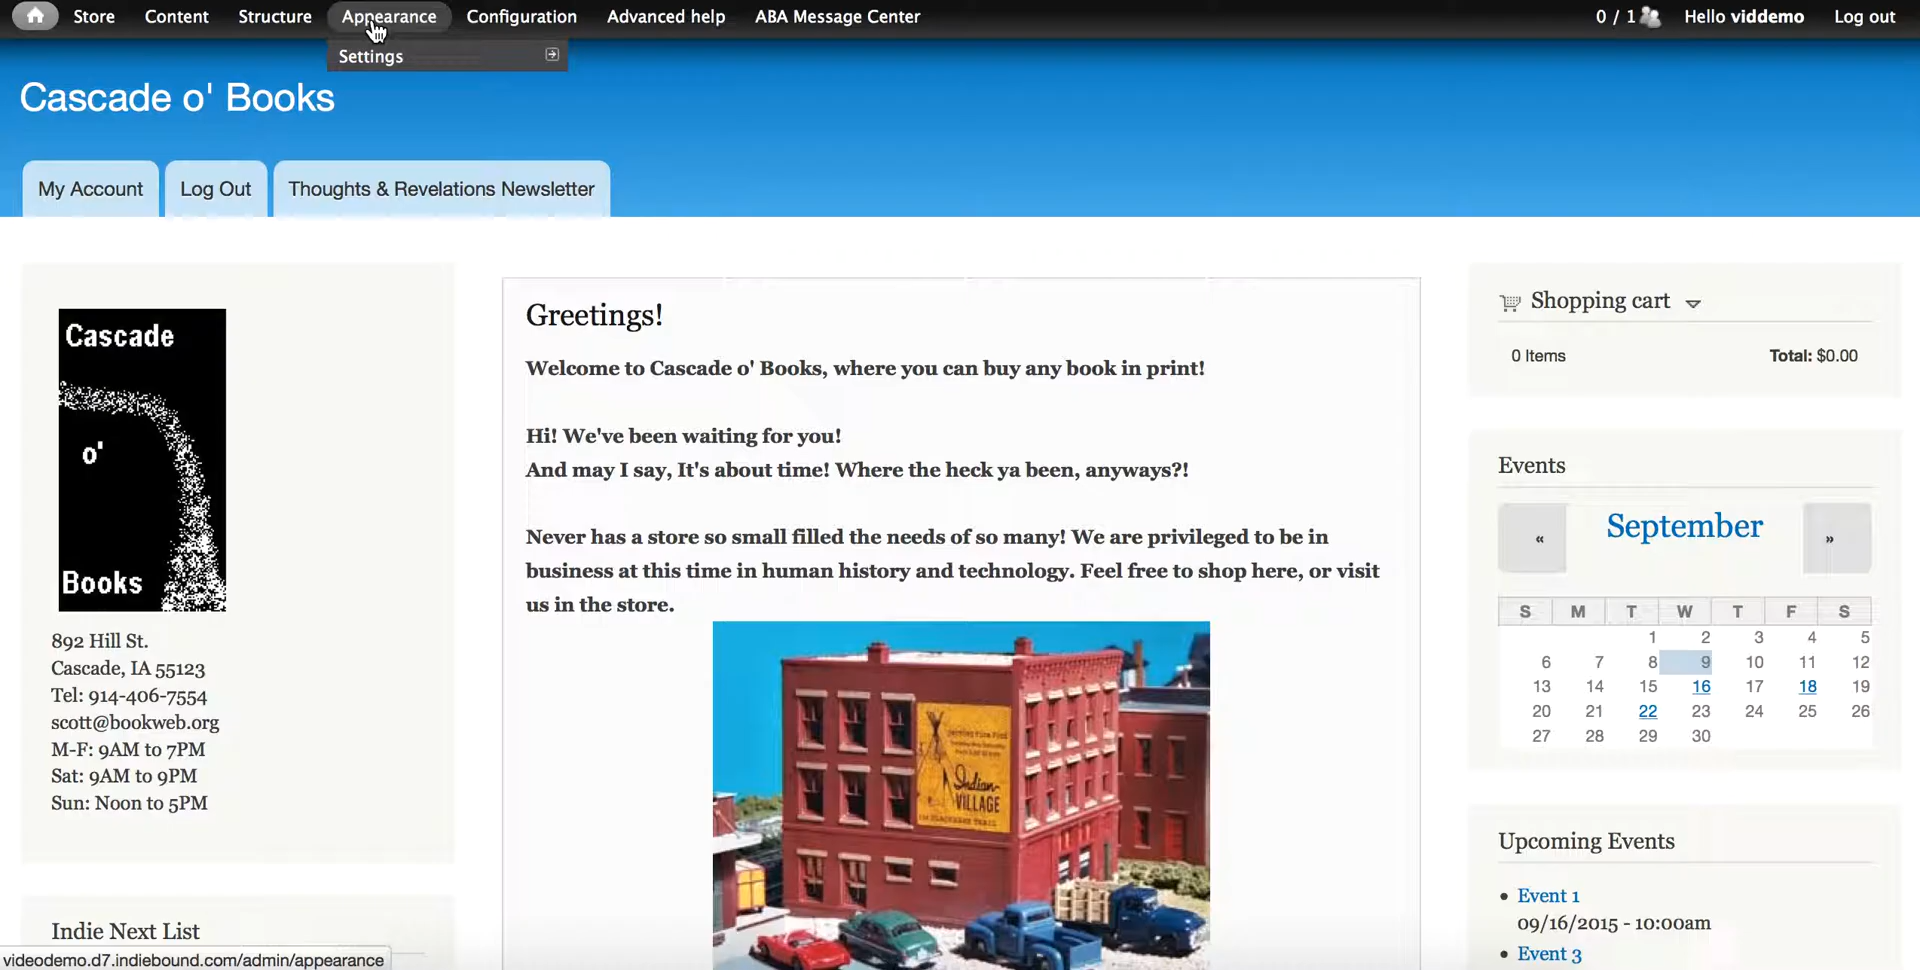 Store Content Structure Appearance Configuration Advanced help ABA Message Center 0 / 1 Hello viddemo Log out
Settings
Cascade o' Books
My Account Log Out Thoughts & Revelations Newsletter
Cascade
o'
Books
892 Hill St.
Cascade, IA 55123
Tel: 914-406-7554
scott@bookweb.org
M-F: 9AM to 7PM
Sat: 9AM to 9PM
Sun: Noon to 5PM
Indie Next List
Greetings!
Welcome to Cascade o' Books, where you can buy any book in print!
Hi! We've been waiting for you!
And may I say, It's about time! Where the heck ya been, anyways?!
Never has a store so small filled the needs of so many! We are privileged to be in
business at this time in human history and technology. Feel free to shop here, or visit
us in the store.
Indian
VILLAGE
Shopping cart
0 Items Total: $0.00
Events
« September »
S M T W T F S
1 2 3 4 5
6 7 8 9 10 11 12
13 14 15 16 17 18 19
20 21 22 23 24 25 26
27 28 29 30
Upcoming Events
• Event 1
09/16/2015 - 10:00am
• Event 3
videodemo.d7.indiebound.com/admin/appearance